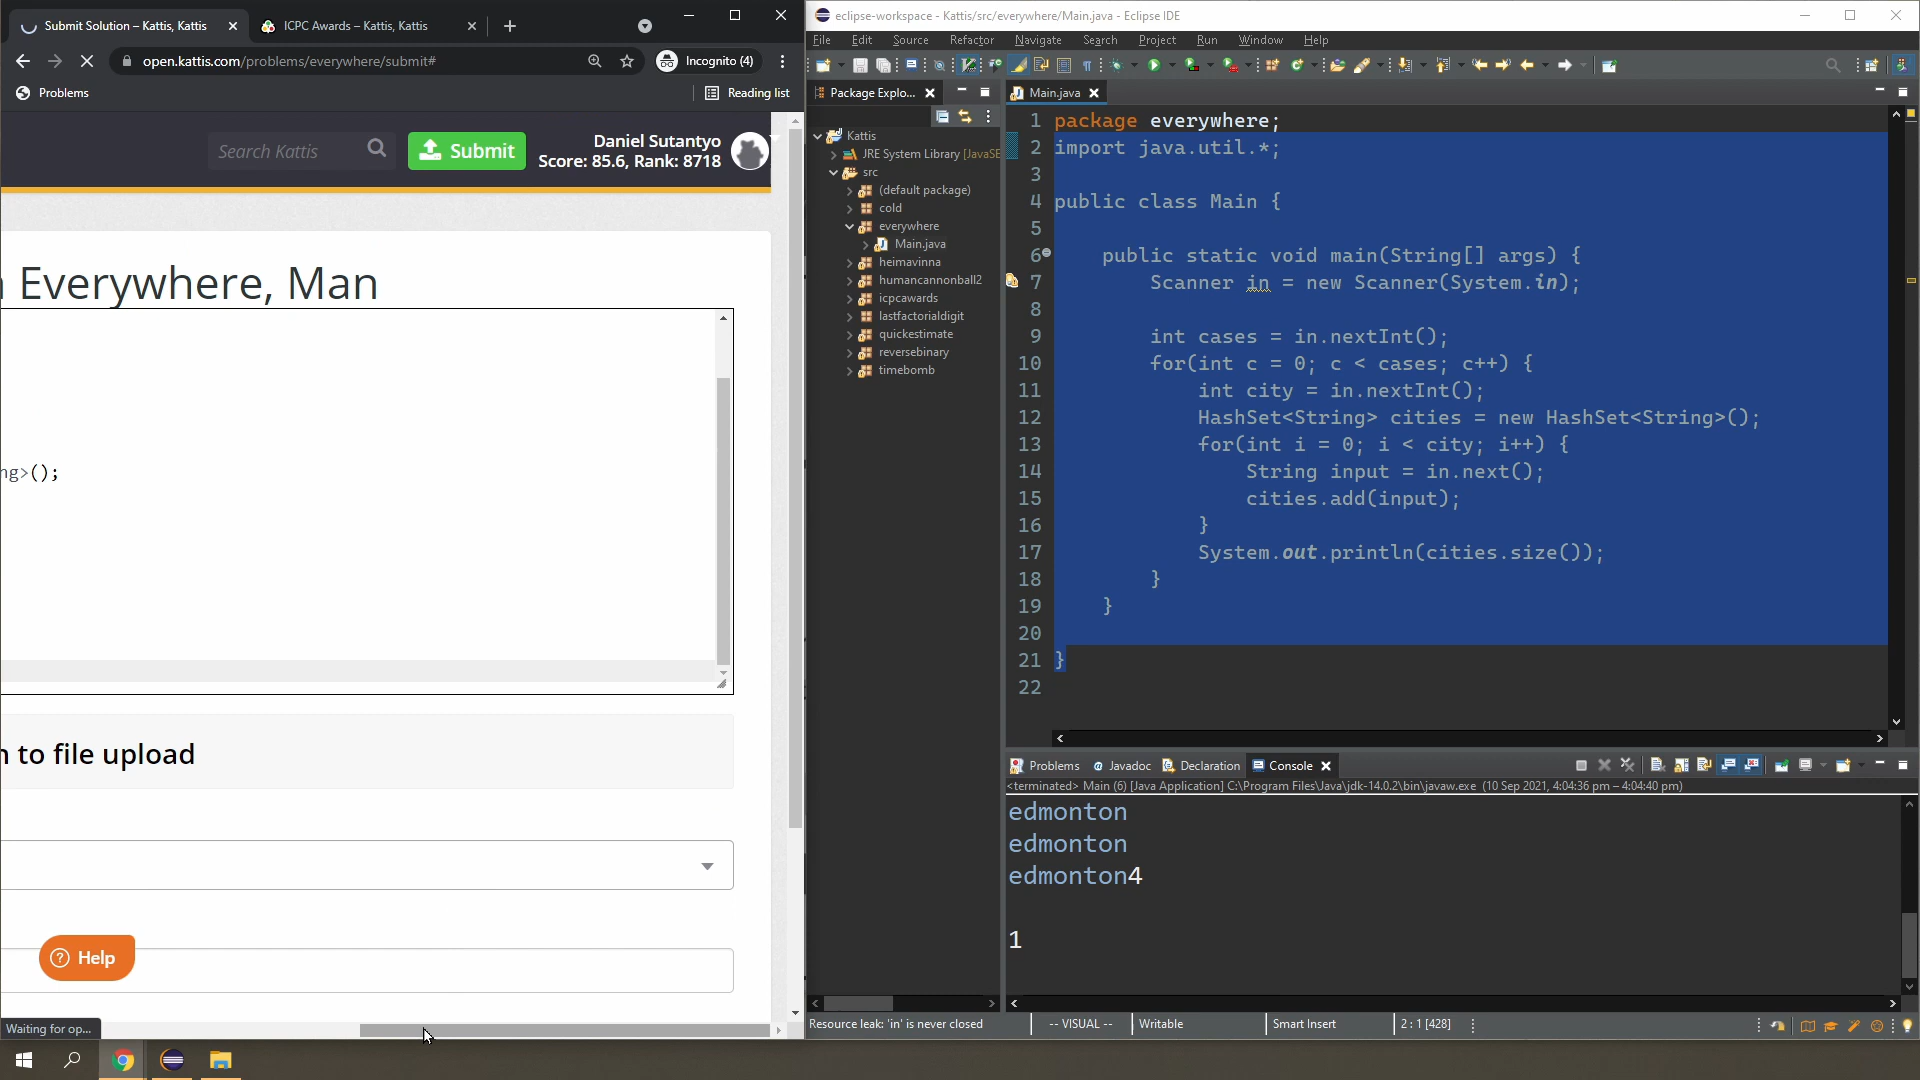 Submit Solution – Kattis, Kattis
ICPC Awards – Kattis, Kattis
open.kattis.com/problems/everywhere/submit#
Incognito (4)
Problems
Reading list
Search Kattis
Submit
Daniel Sutantyo
Score: 85.6, Rank: 8718
Everywhere, Man
ng>();
n to file upload
Help
Waiting for op...
eclipse-workspace - Kattis/src/everywhere/Main.java - Eclipse IDE
File Edit Source Refactor Navigate Search Project Run Window Help
Package Explo...
Kattis
JRE System Library [JavaSE
src
(default package)
cold
everywhere
Main.java
heimavinna
humancannonball2
icpcawards
lastfactorialdigit
quickestimate
reversebinary
timebomb
Main.java
1 package everywhere;
2 import java.util.*;
3
4 public class Main {
5
6 public static void main(String[] args) {
7 Scanner in = new Scanner(System.in);
8
9 int cases = in.nextInt();
10 for(int c = 0; c < cases; c++) {
11 int city = in.nextInt();
12 HashSet<String> cities = new HashSet<String>();
13 for(int i = 0; i < city; i++) {
14 String input = in.next();
15 cities.add(input);
16 }
17 System.out.println(cities.size());
18 }
19 }
20
21 }
22
Problems Javadoc Declaration Console
<terminated> Main (6) [Java Application] C:\Program Files\Java\jdk-14.0.2\bin\javaw.exe (10 Sep 2021, 4:04:36 pm – 4:04:40 pm)
edmonton
edmonton
edmonton4
1
Resource leak: 'in' is never closed
-- VISUAL --
Writable
Smart Insert
2 : 1 [428]